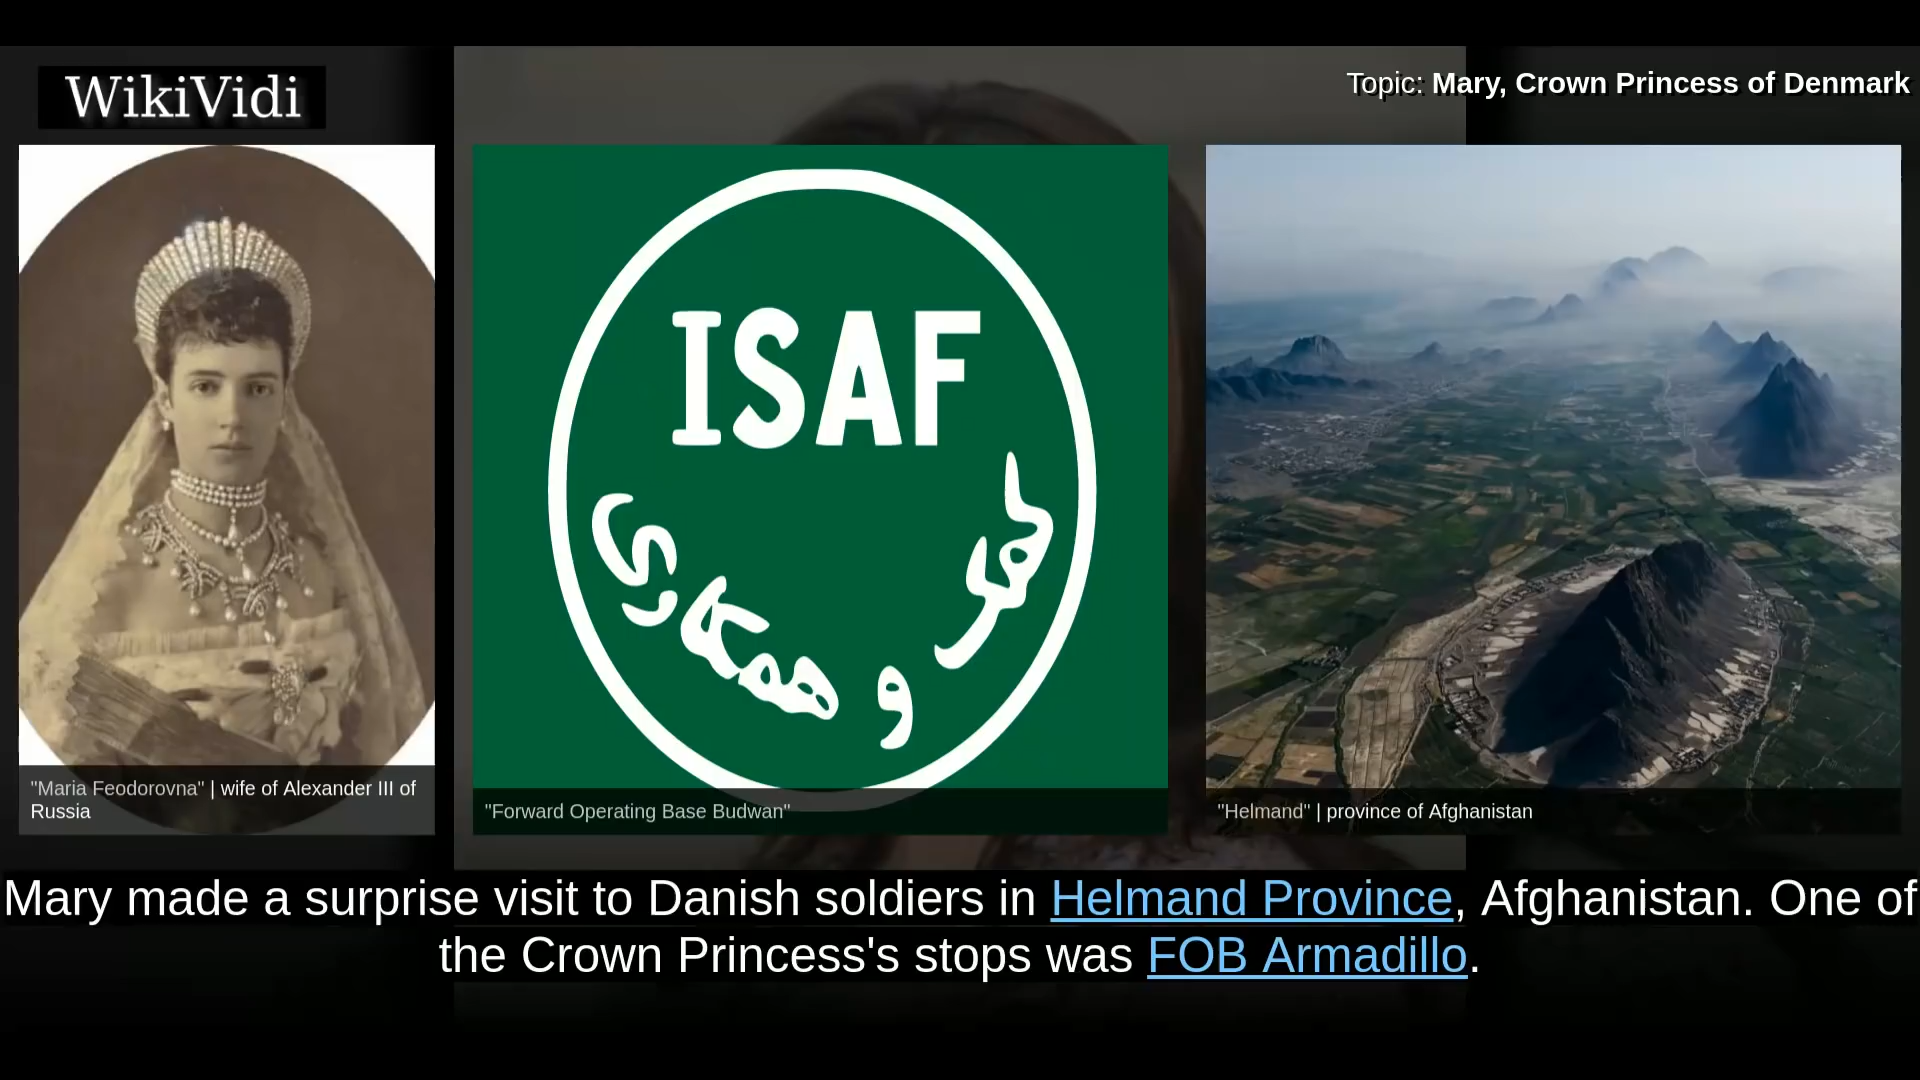 WikiVidi
Topic: Mary, Crown Princess of Denmark
ISAF
کمک و همکاری
"Maria Feodorovna" | wife of Alexander III of
Russia
"Forward Operating Base Budwan"
"Helmand" | province of Afghanistan
Mary made a surprise visit to Danish soldiers in Helmand Province, Afghanistan. One of
the Crown Princess's stops was FOB Armadillo.